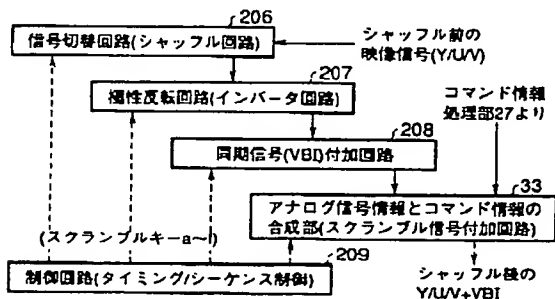 206
信号切替回路(シャッフル回路)
シャッフル前の
映像信号(Y/U/V)
207
極性反転回路(インバータ回路)
コマンド情報
処理部27より
208
同期信号(VBI)付加回路
33
アナログ信号情報とコマンド情報の
合成部(スクランブル信号付加回路)
(スクランブルキーa〜)
209
制御回路(タイミング/シーケンス制御)
シャッフル後の
Y/U/V+VBI